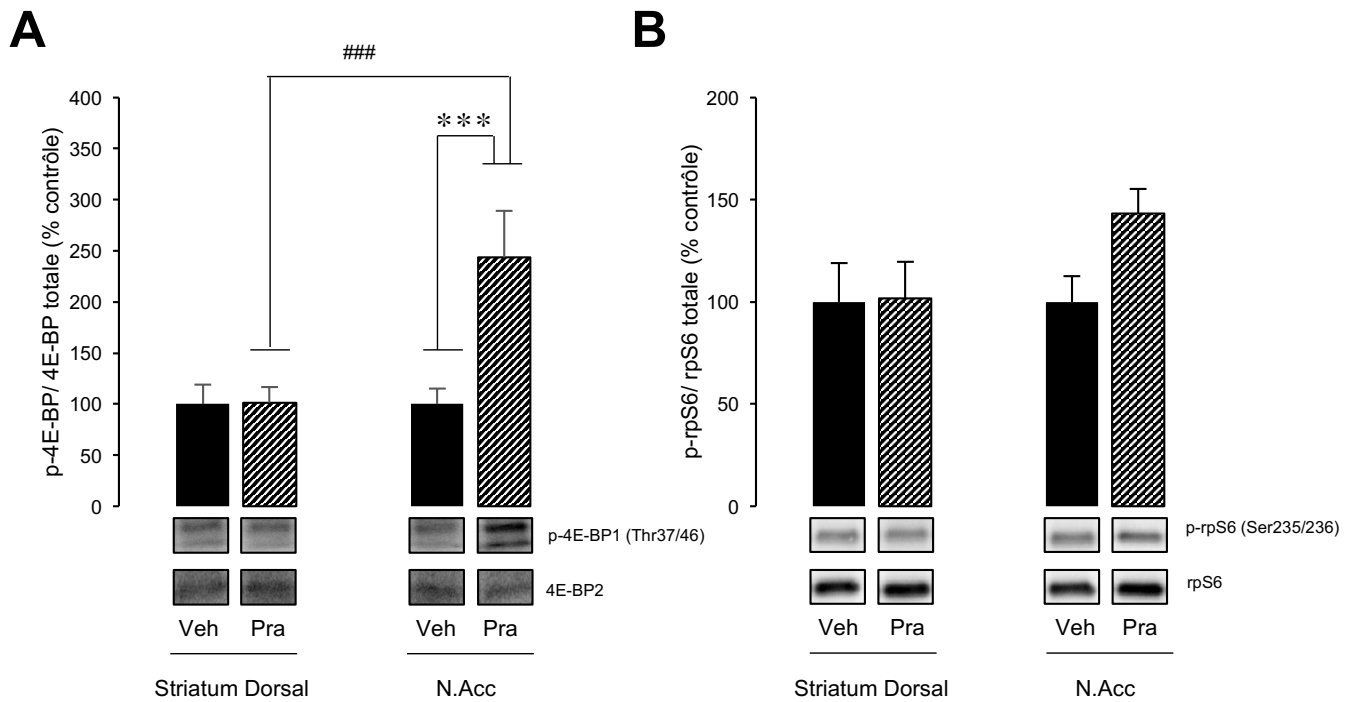 A
###
***
p-4E-BP/ 4E-BP totale (% contrôle)
400
350
300
250
200
150
100
50
0
p-4E-BP1 (Thr37/46)
4E-BP2
Veh Pra Veh Pra
Striatum Dorsal N.Acc
B
p-rpS6/ rpS6 totale (% contrôle)
200
150
100
50
0
p-rpS6 (Ser235/236)
rpS6
Veh Pra Veh Pra
Striatum Dorsal N.Acc